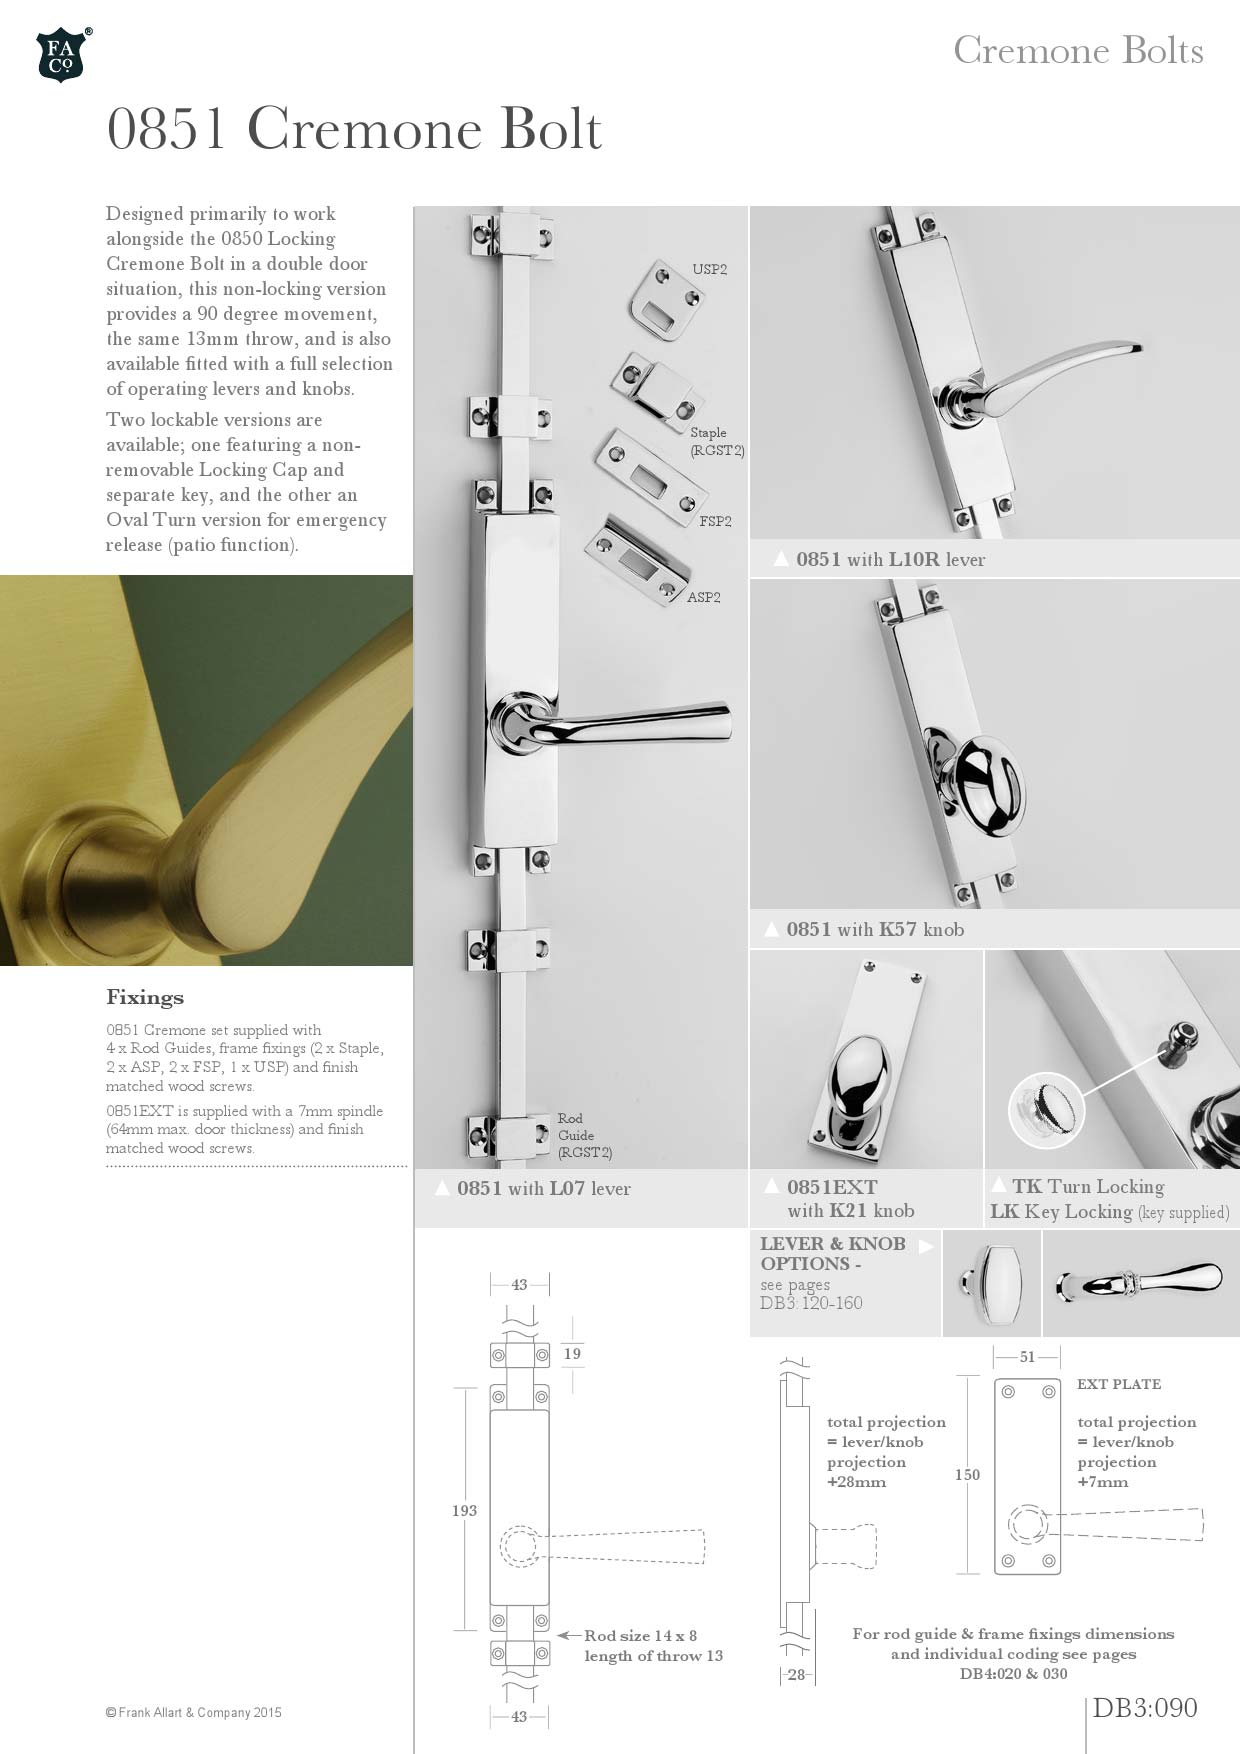 FA
Co.
®
Cremone Bolts
0851 Cremone Bolt
Designed primarily to work
alongside the 0850 Locking
Cremone Bolt in a double door
situation, this non-locking version
provides a 90 degree movement,
the same 13mm throw, and is also
available fitted with a full selection
of operating levers and knobs.
Two lockable versions are
available; one featuring a non-
removable Locking Cap and
separate key, and the other an
Oval Turn version for emergency
release (patio function).
Fixings
0851 Cremone set supplied with
4 x Rod Guides, frame fixings (2 x Staple,
2 x ASP, 2 x FSP, 1 x USP) and finish
matched wood screws.
0851EXT is supplied with a 7mm spindle
(64mm max. door thickness) and finish
matched wood screws.
USP2
Staple
(RGST2)
FSP2
ASP2
Rod
Guide
(RGST2)
0851 with L07 lever
0851 with L10R lever
0851 with K57 knob
0851EXT
with K21 knob
TK Turn Locking
LK Key Locking (key supplied)
LEVER & KNOB
OPTIONS -
see pages
DB3:120-160
43
19
193
Rod size 14 x 8
length of throw 13
43
total projection
= lever/knob
projection
+28mm
28
51
150
EXT PLATE
total projection
= lever/knob
projection
+7mm
For rod guide & frame fixings dimensions
and individual coding see pages
DB4:020 & 030
© Frank Allart & Company 2015
DB3:090